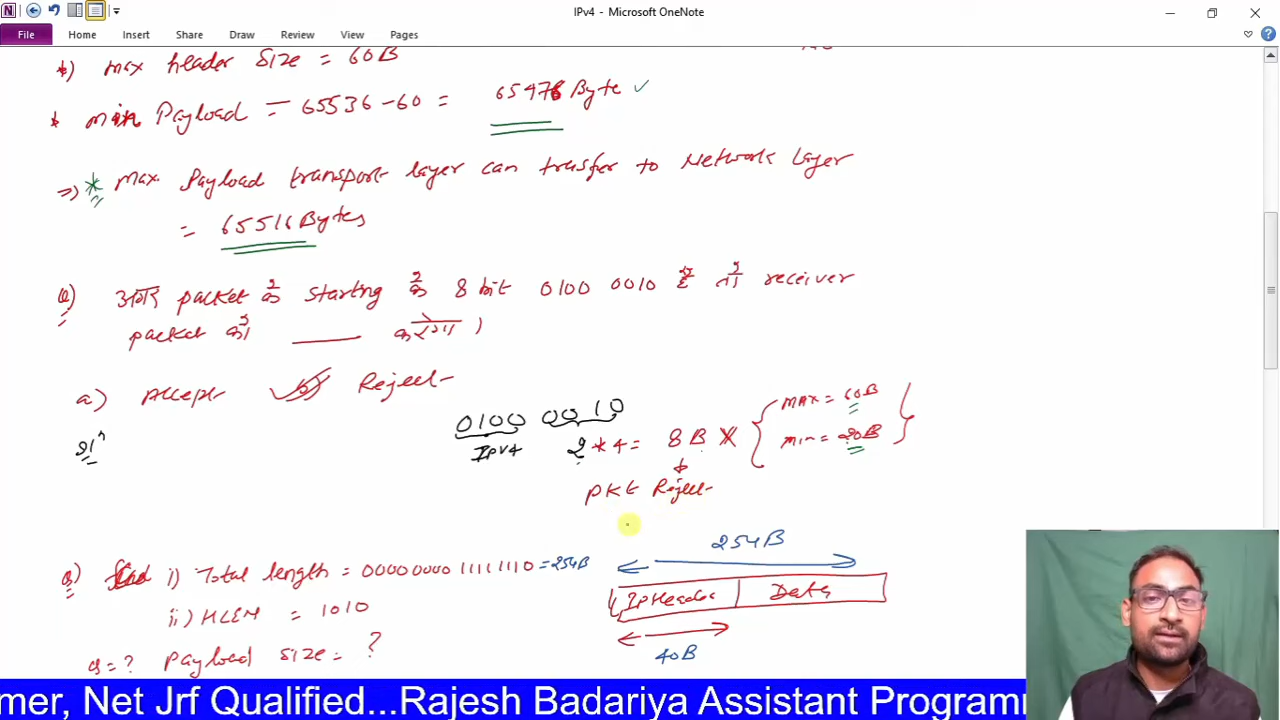 IPv4 - Microsoft OneNote
File Home Insert Share Draw Review View Pages
*) max header size = 60B
* min Payload = 65536 - 60 = 65476 Byte ✓
=> * Max Payload transport layer can transfer to Network layer
= 65516 Bytes
Q) अगर packet के starting के 8 bit 0100 0010 है तो receiver
packet को ____ करेगा )
a) Accept b) Reject
0100 0010
IPv4 2 * 4 = 8B X { MAX = 60B
min = 20B }
Sol^n
PKt Reject
254B
Q) i) Total length = 00000000 11111110 = 254B
IP Header Data
ii) HLEN = 1010
40B
Q = ? Payload size = ?
mer, Net Jrf Qualified...Rajesh Badariya Assistant Programm